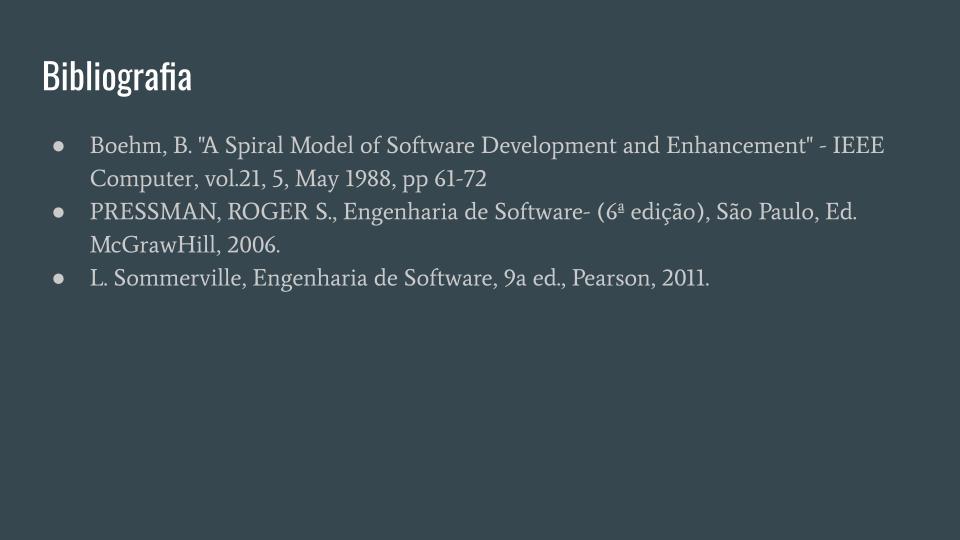 Bibliografia
● Boehm, B. "A Spiral Model of Software Development and Enhancement" - IEEE
Computer, vol.21, 5, May 1988, pp 61-72
● PRESSMAN, ROGER S., Engenharia de Software- (6ª edição), São Paulo, Ed.
McGrawHill, 2006.
● L. Sommerville, Engenharia de Software, 9a ed., Pearson, 2011.